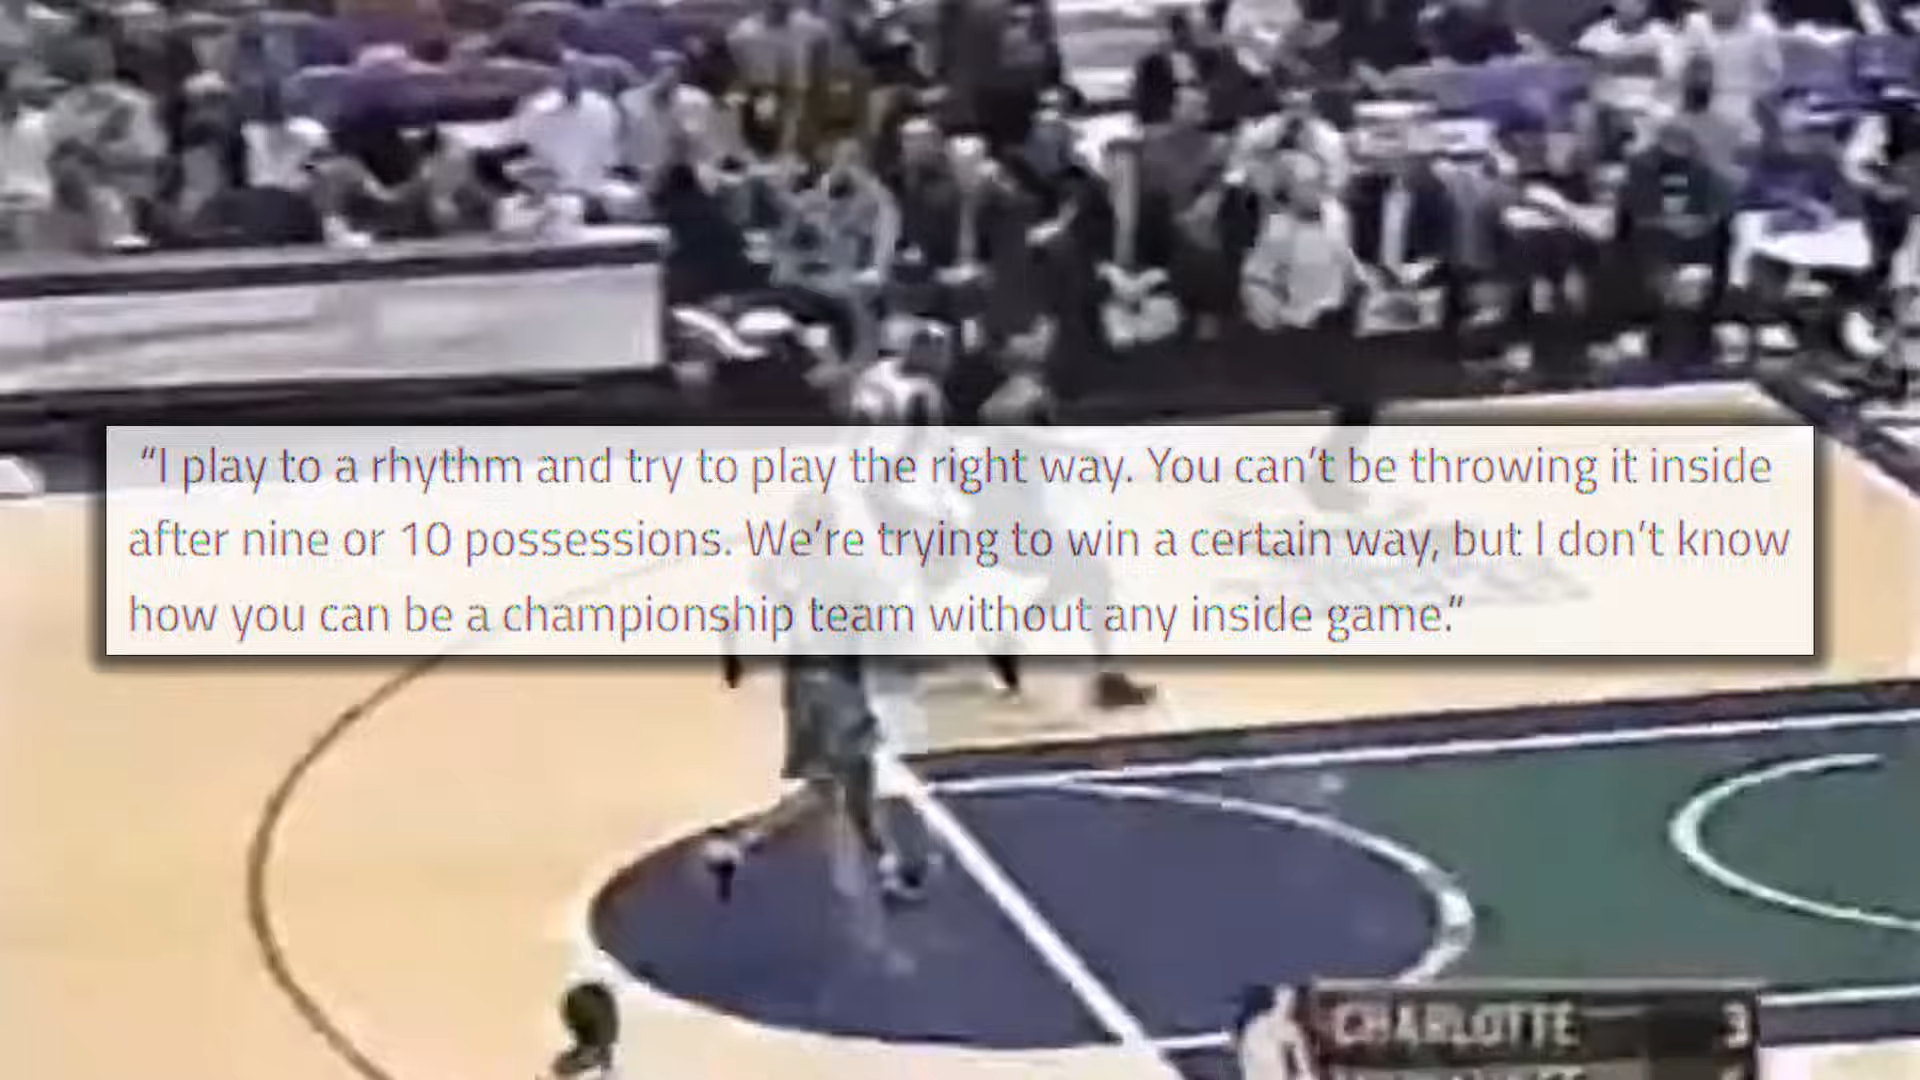 “I play to a rhythm and try to play the right way. You can’t be throwing it inside
after nine or 10 possessions. We’re trying to win a certain way, but I don’t know
how you can be a championship team without any inside game.”
CHARLOTTE 3